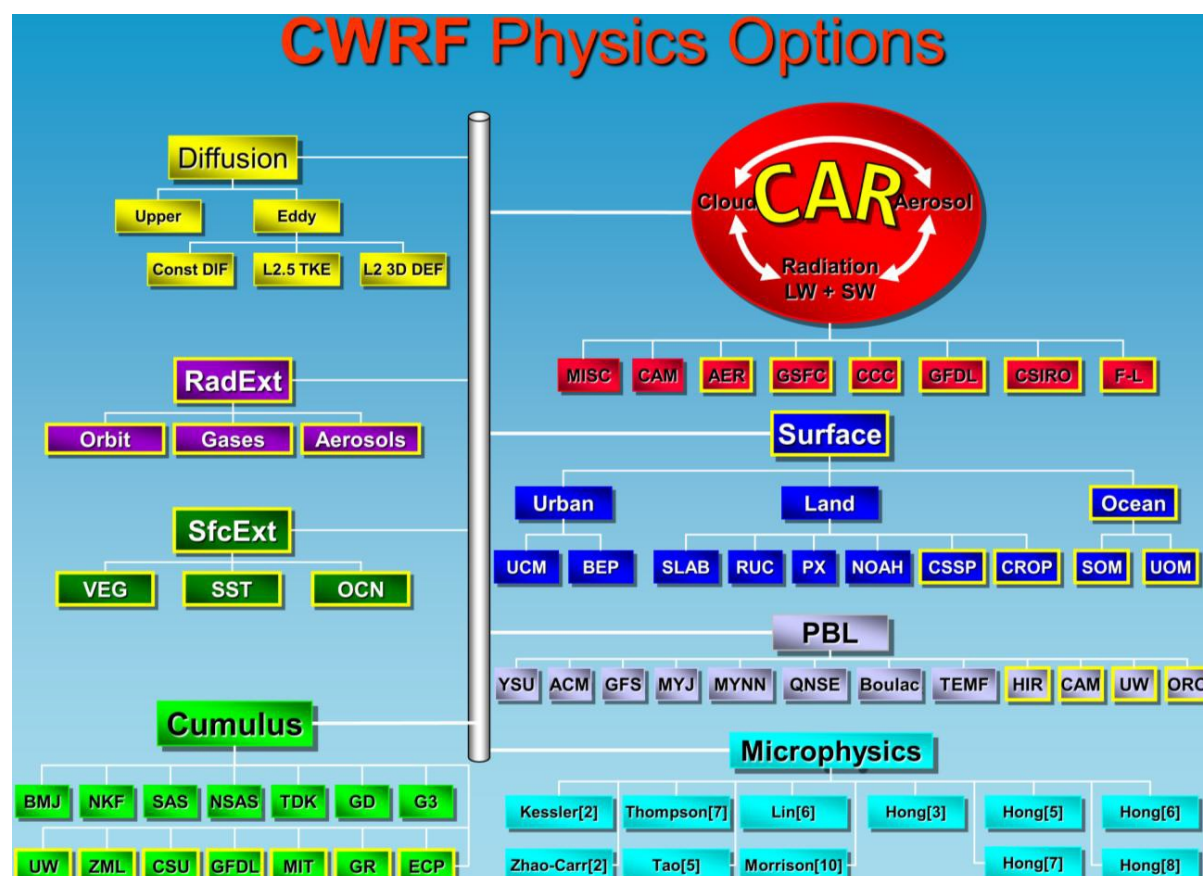 CWRF Physics Options
Diffusion
Upper Eddy
Const DIF L2.5 TKE L2 3D DEF
RadExt
Orbit Gases Aerosols
SfcExt
VEG SST OCN
Cumulus
BMJ NKF SAS NSAS TDK GD G3
UW ZML CSU GFDL MIT GR ECP
Cloud CAR Aerosol
Radiation
LW + SW
MISC CAM AER GSFC CCC GFDL CSIRO F-L
Surface
Urban Land Ocean
UCM BEP SLAB RUC PX NOAH CSSP CROP SOM UOM
PBL
YSU ACM GFS MYJ MYNN QNSE Boulac TEMF HIR CAM UW ORO
Microphysics
Kessler[2] Thompson[7] Lin[6] Hong[3] Hong[5] Hong[6]
Zhao-Carr[2] Tao[5] Morrison[10] Hong[7] Hong[8]